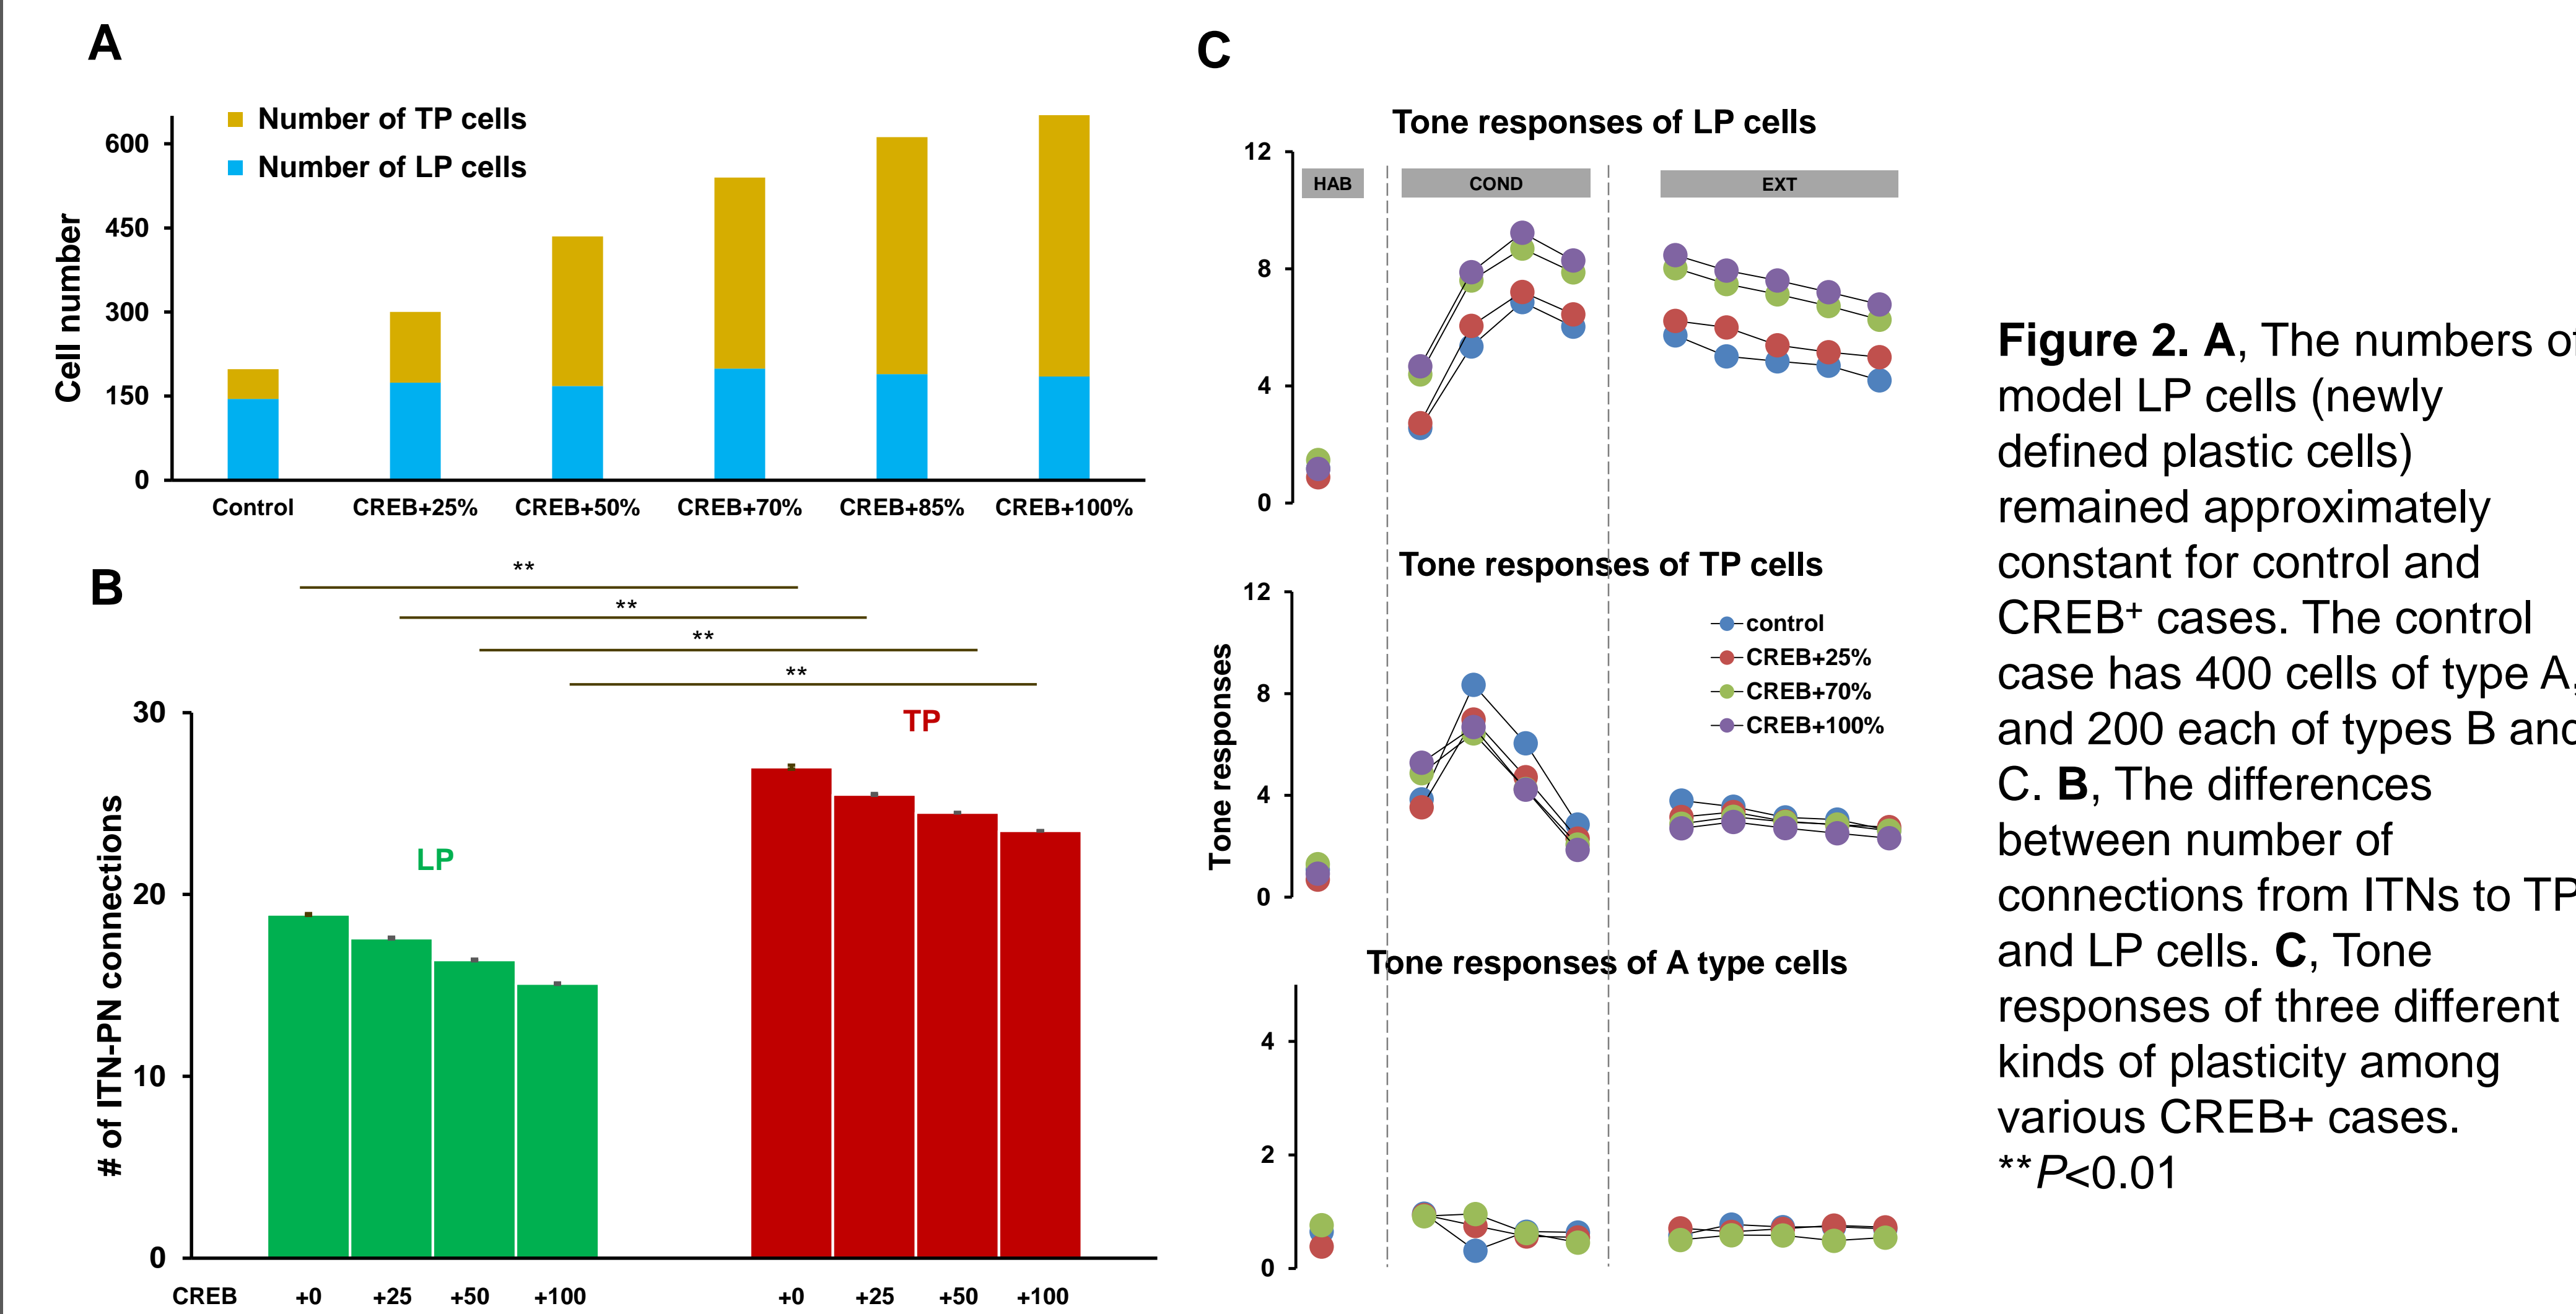 A
Number of TP cells
Number of LP cells
Cell number
600
450
300
150
0
Control CREB+25% CREB+50% CREB+70% CREB+85% CREB+100%
B
**
**
**
**
# of ITN-PN connections
30
20
10
0
LP
TP
CREB +0 +25 +50 +100 +0 +25 +50 +100
C
Tone responses of LP cells
12
8
4
0
HAB COND EXT
Tone responses of TP cells
Tone responses
12
8
4
0
control
CREB+25%
CREB+70%
CREB+100%
Tone responses of A type cells
4
2
0
Figure 2. A, The numbers of
model LP cells (newly
defined plastic cells)
remained approximately
constant for control and
CREB⁺ cases. The control
case has 400 cells of type A,
and 200 each of types B and
C. B, The differences
between number of
connections from ITNs to TP
and LP cells. C, Tone
responses of three different
kinds of plasticity among
various CREB+ cases.
**P<0.01